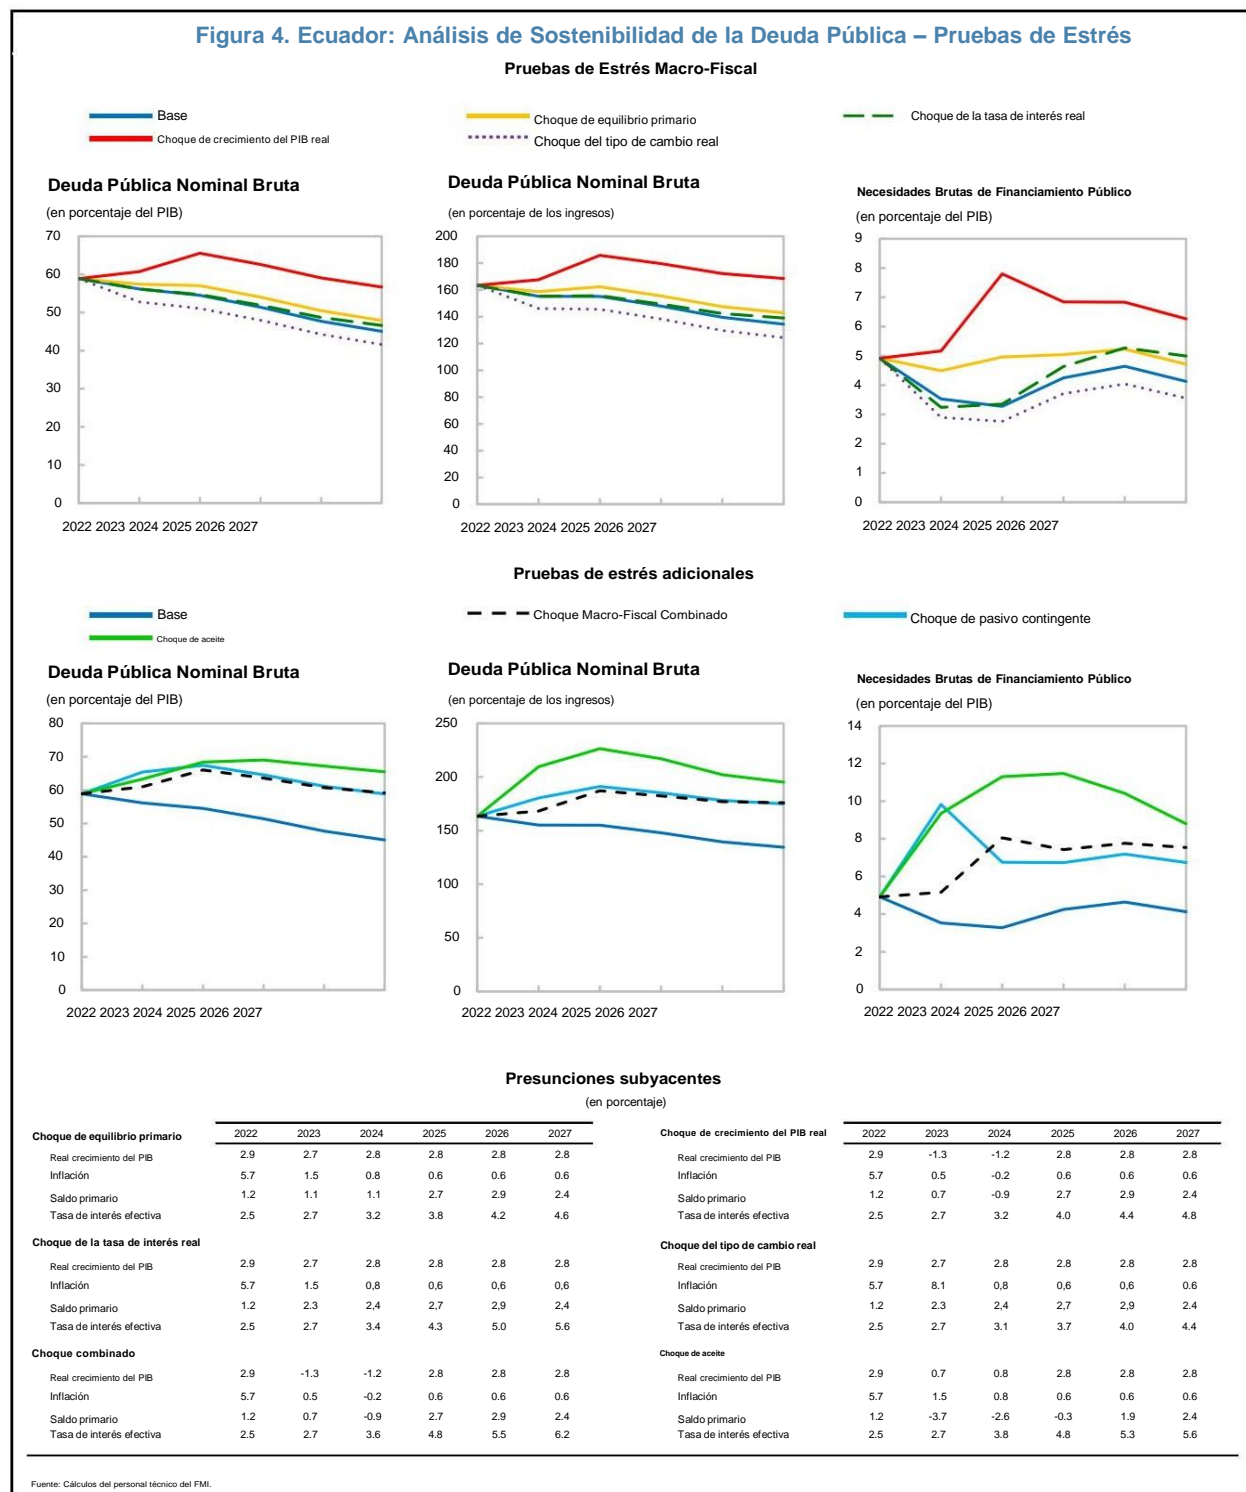 Figura 4. Ecuador: Análisis de Sostenibilidad de la Deuda Pública – Pruebas de Estrés
Pruebas de Estrés Macro-Fiscal
Base
Choque de equilibrio primario
Choque de la tasa de interés real
Choque de crecimiento del PIB real
Choque del tipo de cambio real
Deuda Pública Nominal Bruta
(en porcentaje del PIB)
70
60
50
40
30
20
10
0
2022 2023 2024 2025 2026 2027
Deuda Pública Nominal Bruta
(en porcentaje de los ingresos)
200
180
160
140
120
100
80
60
40
20
0
2022 2023 2024 2025 2026 2027
Necesidades Brutas de Financiamiento Público
(en porcentaje del PIB)
9
8
7
6
5
4
3
2
1
0
2022 2023 2024 2025 2026 2027
Pruebas de estrés adicionales
Base
Choque Macro-Fiscal Combinado
Choque de pasivo contingente
Choque de aceite
Deuda Pública Nominal Bruta
(en porcentaje del PIB)
80
70
60
50
40
30
20
10
0
2022 2023 2024 2025 2026 2027
Deuda Pública Nominal Bruta
(en porcentaje de los ingresos)
250
200
150
100
50
0
2022 2023 2024 2025 2026 2027
Necesidades Brutas de Financiamiento Público
(en porcentaje del PIB)
14
12
10
8
6
4
2
0
2022 2023 2024 2025 2026 2027
Presunciones subyacentes
(en porcentaje)
Choque de equilibrio primario 2022 2023 2024 2025 2026 2027
Real crecimiento del PIB 2.9 2.7 2.8 2.8 2.8 2.8
Inflación 5.7 1.5 0.8 0.6 0.6 0.6
Saldo primario 1.2 1.1 1.1 2.7 2.9 2.4
Tasa de interés efectiva 2.5 2.7 3.2 3.8 4.2 4.6
Choque de la tasa de interés real
Real crecimiento del PIB 2.9 2.7 2.8 2.8 2.8 2.8
Inflación 5.7 1.5 0,8 0,6 0,6 0,6
Saldo primario 1.2 2.3 2,4 2,7 2,9 2,4
Tasa de interés efectiva 2.5 2.7 3.4 4.3 5.0 5.6
Choque combinado
Real crecimiento del PIB 2.9 -1.3 -1.2 2.8 2.8 2.8
Inflación 5.7 0.5 -0.2 0.6 0.6 0.6
Saldo primario 1.2 0.7 -0.9 2.7 2.9 2.4
Tasa de interés efectiva 2.5 2.7 3.6 4.8 5.5 6.2
Choque de crecimiento del PIB real 2022 2023 2024 2025 2026 2027
Real crecimiento del PIB 2.9 -1.3 -1.2 2.8 2.8 2.8
Inflación 5.7 0.5 -0.2 0.6 0.6 0.6
Saldo primario 1.2 0.7 -0.9 2.7 2.9 2.4
Tasa de interés efectiva 2.5 2.7 3.2 4.0 4.4 4.8
Choque del tipo de cambio real
Real crecimiento del PIB 2.9 2.7 2.8 2.8 2.8 2.8
Inflación 5.7 8.1 0,8 0,6 0,6 0.6
Saldo primario 1.2 2.3 2,4 2,7 2,9 2.4
Tasa de interés efectiva 2.5 2.7 3.1 3.7 4.0 4.4
Choque de aceite
Real crecimiento del PIB 2.9 0.7 0.8 2.8 2.8 2.8
Inflación 5.7 1.5 0.8 0.6 0.6 0.6
Saldo primario 1.2 -3.7 -2.6 -0.3 1.9 2.4
Tasa de interés efectiva 2.5 2.7 3.8 4.8 5.3 5.6
Fuente: Cálculos del personal técnico del FMI.